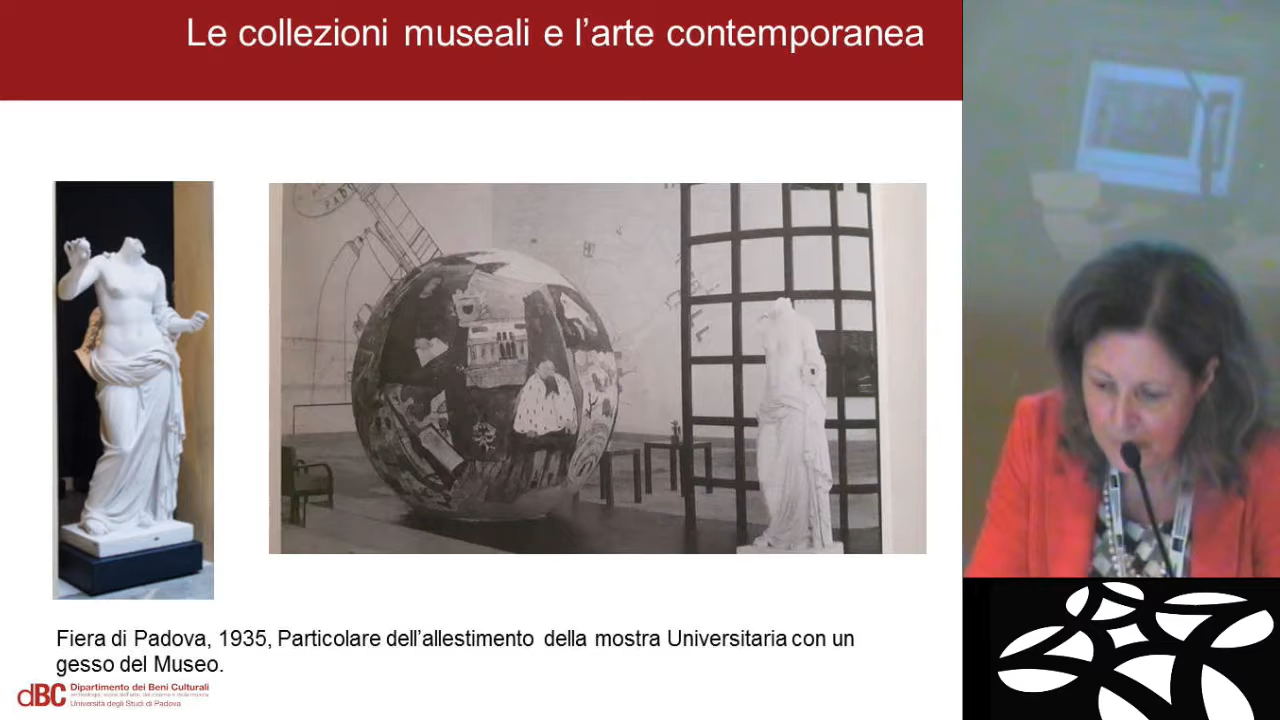 Le collezioni museali e l’arte contemporanea
Fiera di Padova, 1935, Particolare dell’allestimento della mostra Universitaria con un
gesso del Museo.
dBC Dipartimento dei Beni Culturali
Università degli Studi di Padova